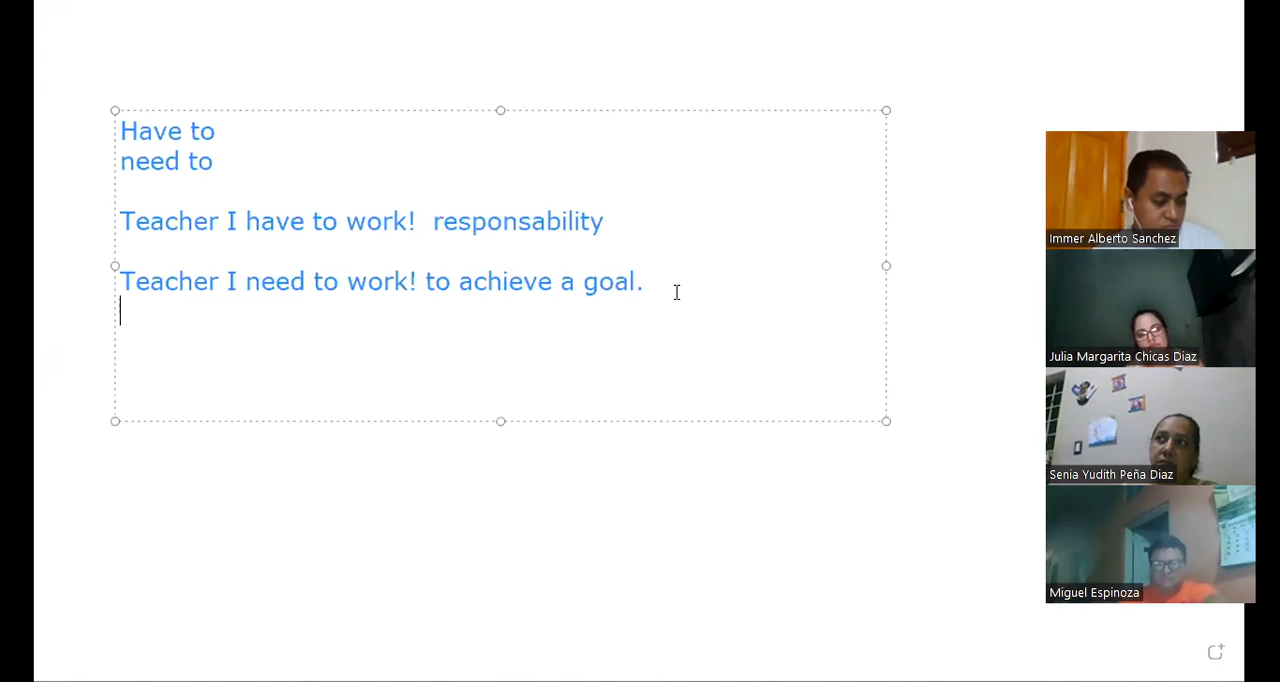 Have to
need to
Teacher I have to work!  responsability
Teacher I need to work! to achieve a goal.
Immer Alberto Sanchez
Julia Margarita Chicas Diaz
Senia Yudith Peña Diaz
Miguel Espinoza